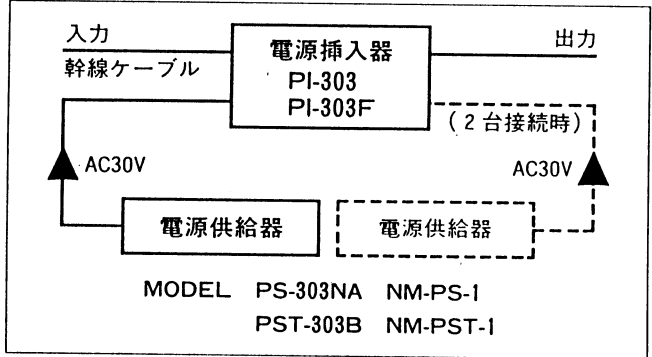 入力
電源挿入器
出力
幹線ケーブル
PI-303
PI-303F
(2台接続時)
AC30V
AC30V
電源供給器
電源供給器
MODEL PS-303NA NM-PS-1
PST-303B NM-PST-1